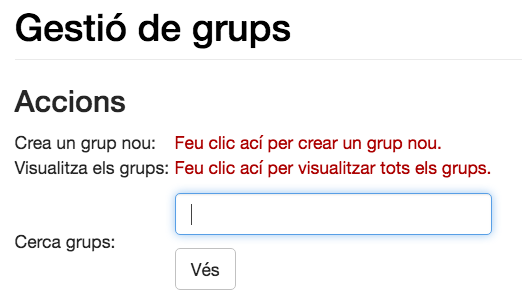 Gestió de grups
Accions
Crea un grup nou: Feu clic ací per crear un grup nou.
Visualitza els grups: Feu clic ací per visualitzar tots els grups.
Cerca grups:
Vés